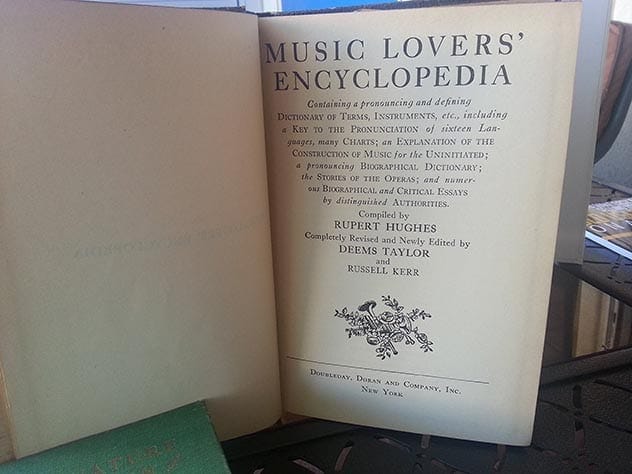 MUSIC LOVERS'
ENCYCLOPEDIA
Containing a pronouncing and defining
DICTIONARY OF TERMS, INSTRUMENTS, etc., including
a KEY TO THE PRONUNCIATION of sixteen Lan-
guages, many CHARTS; an EXPLANATION OF THE
CONSTRUCTION OF MUSIC for the UNINITIATED;
a pronouncing BIOGRAPHICAL DICTIONARY;
the STORIES OF THE OPERAS; and numer-
ous BIOGRAPHICAL and CRITICAL ESSAYS
by distinguished AUTHORITIES.
Compiled by
RUPERT HUGHES
Completely Revised and Newly Edited by
DEEMS TAYLOR
and
RUSSELL KERR
DOUBLEDAY, DORAN AND COMPANY, INC.
NEW YORK